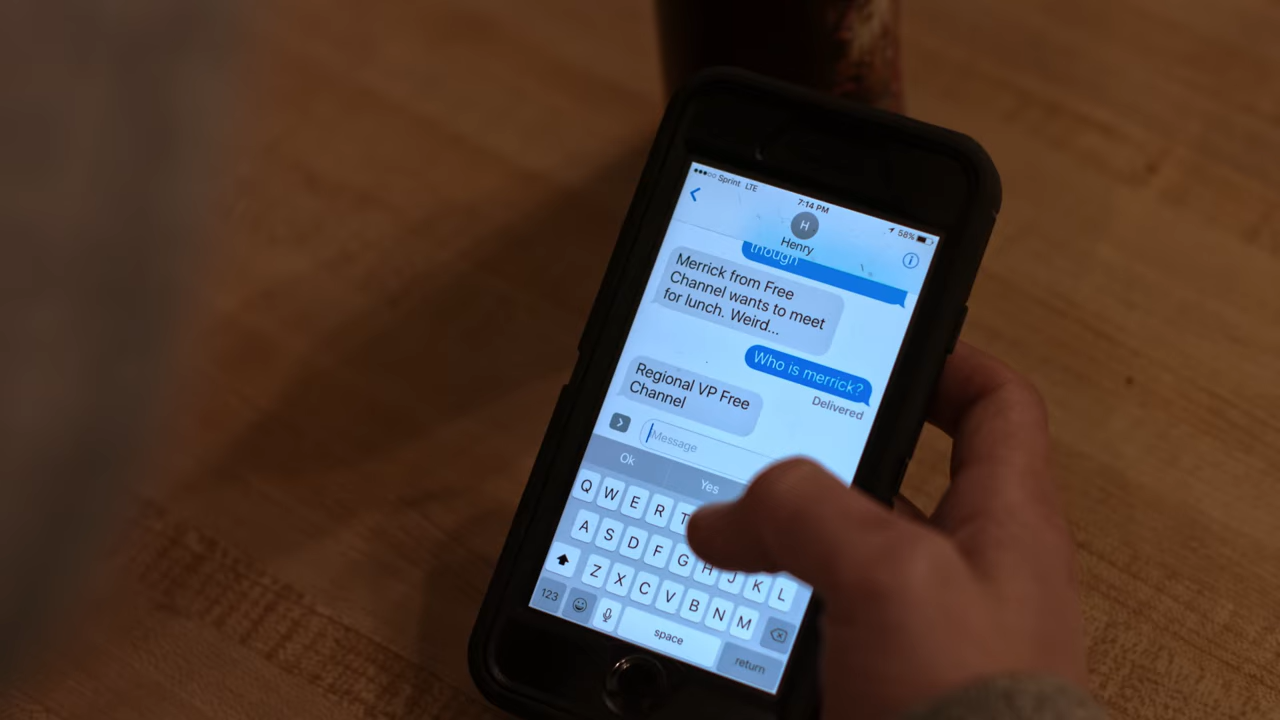 Sprint LTE
7:14 PM
58%
H
Henry
though
Merrick from Free
Channel wants to meet
for lunch. Weird...
Who is merrick?
Delivered
Regional VP Free
Channel
Message
Ok Yes
Q W E R T
A S D F G H J K L
Z X C V B N M
123 space return